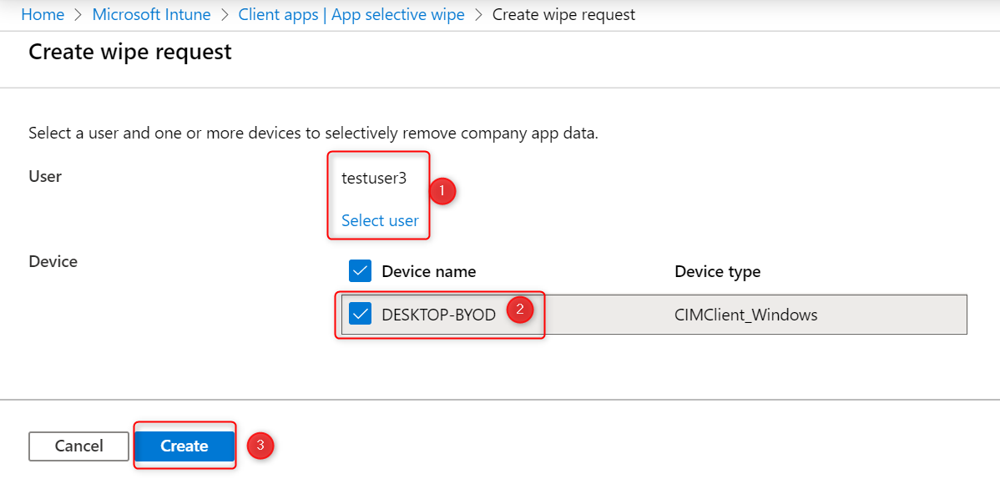 Home > Microsoft Intune > Client apps | App selective wipe > Create wipe request
Create wipe request
Select a user and one or more devices to selectively remove company app data.
User
testuser3
1
Select user
Device
Device name Device type
DESKTOP-BYOD 2 CIMClient_Windows
Cancel Create 3